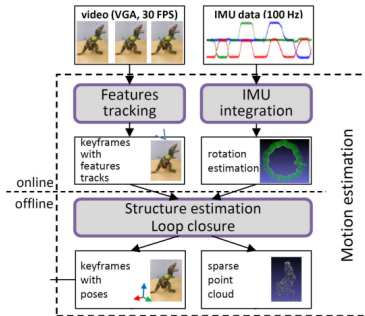 video (VGA, 30 FPS)
IMU data (100 Hz)
Features
tracking
IMU
integration
keyframes
with
features
tracks
rotation
estimation
online
offline
Structure estimation
Loop closure
keyframes
with
poses
sparse
point
cloud
Motion estimation